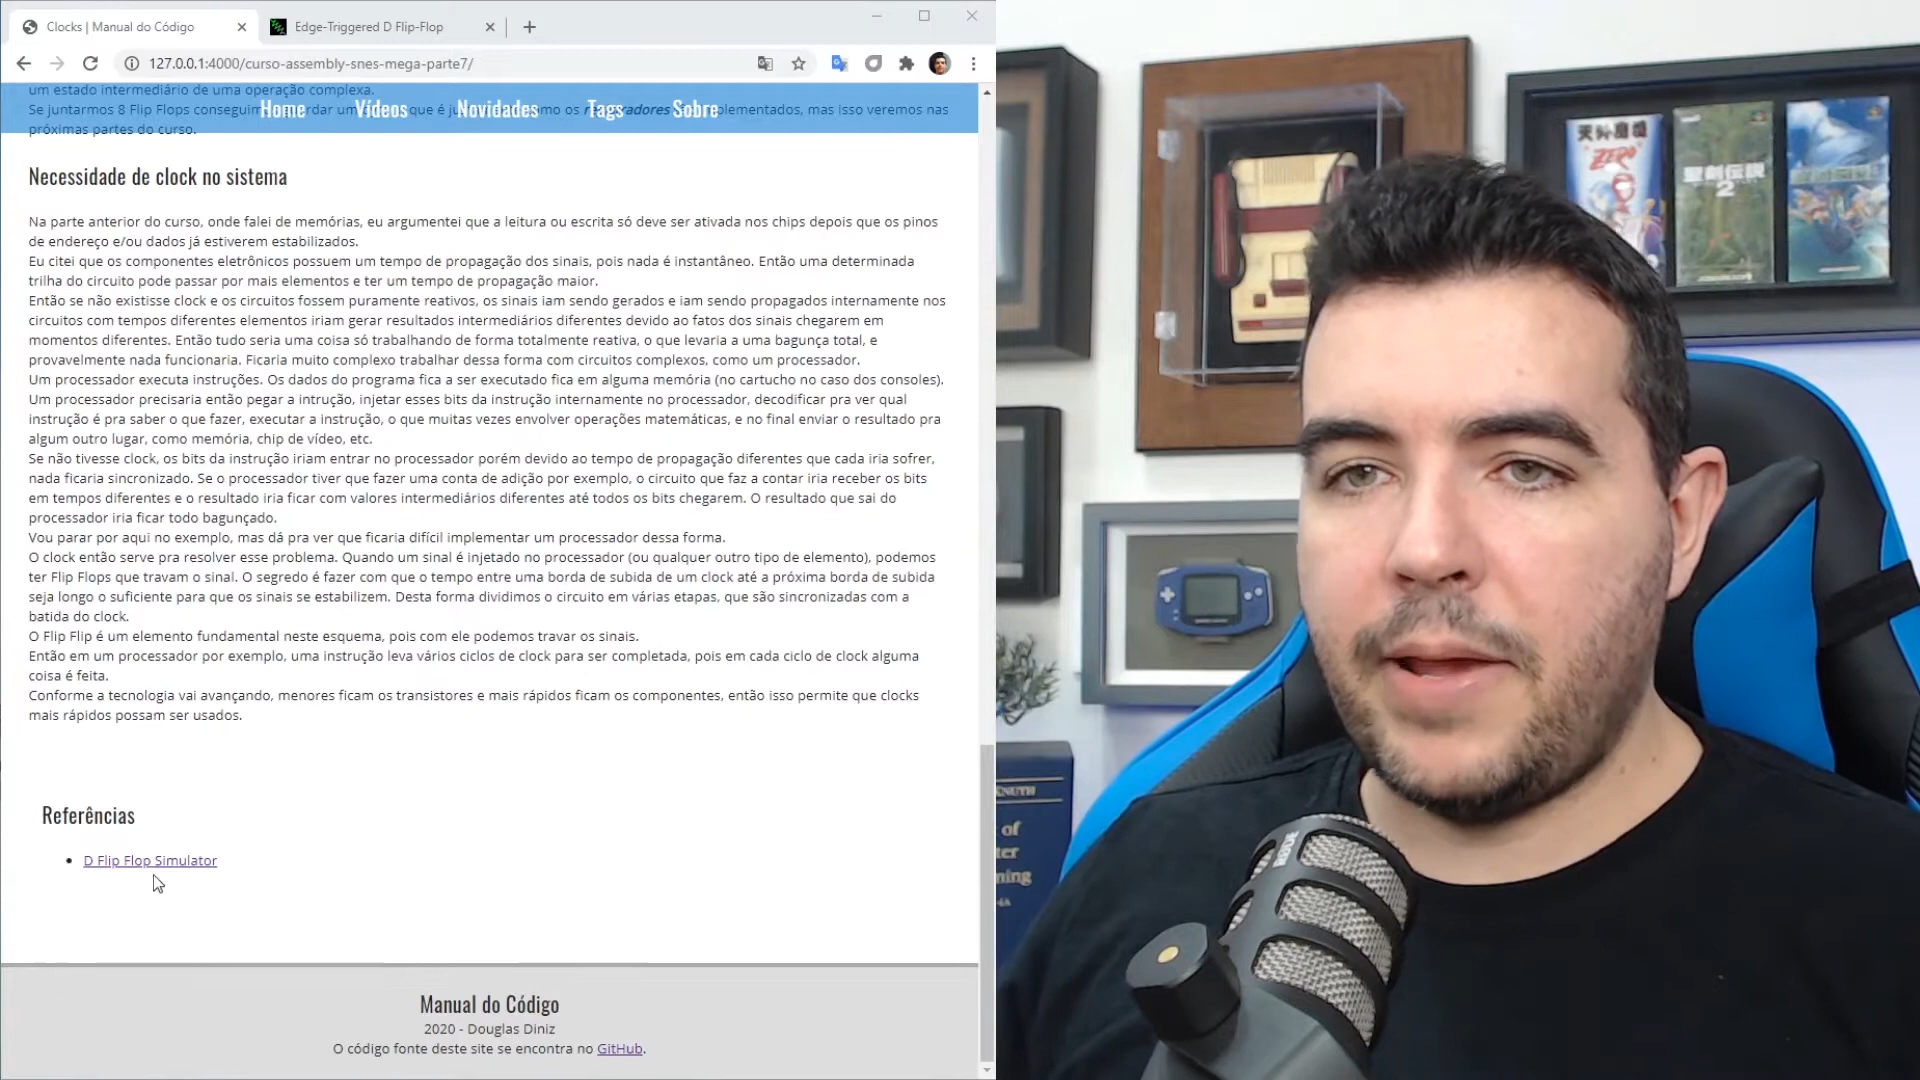 Clocks | Manual do Código
Edge-Triggered D Flip-Flop
127.0.0.1:4000/curso-assembly-snes-mega-parte7/
um estado intermediário de uma operação complexa.
Home Vídeos Novidades Tags Sobre
Se juntarmos 8 Flip Flops
próximas partes do curso.
Necessidade de clock no sistema
Na parte anterior do curso, onde falei de memórias, eu argumentei que a leitura ou escrita só deve ser ativada nos chips depois que os pinos
de endereço e/ou dados já estiverem estabilizados.
Eu citei que os componentes eletrônicos possuem um tempo de propagação dos sinais, pois nada é instantâneo. Então uma determinada
trilha do circuito pode passar por mais elementos e ter um tempo de propagação maior.
Então se não existisse clock e os circuitos fossem puramente reativos, os sinais iam sendo gerados e iam sendo propagados internamente nos
circuitos com tempos diferentes elementos iriam gerar resultados intermediários diferentes devido ao fatos dos sinais chegarem em
momentos diferentes. Então tudo seria uma coisa só trabalhando de forma totalmente reativa, o que levaria a uma bagunça total, e
provavelmente nada funcionaria. Ficaria muito complexo trabalhar dessa forma com circuitos complexos, como um processador.
Um processador executa instruções. Os dados do programa fica a ser executado fica em alguma memória (no cartucho no caso dos consoles).
Um processador precisaria então pegar a intrução, injetar esses bits da instrução internamente no processador, decodificar pra ver qual
instrução é pra saber o que fazer, executar a instrução, o que muitas vezes envolver operações matemáticas, e no final enviar o resultado pra
algum outro lugar, como memória, chip de vídeo, etc.
Se não tivesse clock, os bits da instrução iriam entrar no processador porém devido ao tempo de propagação diferentes que cada iria sofrer,
nada ficaria sincronizado. Se o processador tiver que fazer uma conta de adição por exemplo, o circuito que faz a contar iria receber os bits
em tempos diferentes e o resultado iria ficar com valores intermediários diferentes até todos os bits chegarem. O resultado que sai do
processador iria ficar todo bagunçado.
Vou parar por aqui no exemplo, mas dá pra ver que ficaria difícil implementar um processador dessa forma.
O clock então serve pra resolver esse problema. Quando um sinal é injetado no processador (ou qualquer outro tipo de elemento), podemos
ter Flip Flops que travam o sinal. O segredo é fazer com que o tempo entre uma borda de subida de um clock até a próxima borda de subida
seja longo o suficiente para que os sinais se estabilizem. Desta forma dividimos o circuito em várias etapas, que são sincronizadas com a
batida do clock.
O Flip Flip é um elemento fundamental neste esquema, pois com ele podemos travar os sinais.
Então em um processador por exemplo, uma instrução leva vários ciclos de clock para ser completada, pois em cada ciclo de clock alguma
coisa é feita.
Conforme a tecnologia vai avançando, menores ficam os transistores e mais rápidos ficam os componentes, então isso permite que clocks
mais rápidos possam ser usados.
Referências
D Flip Flop Simulator
Manual do Código
2020 - Douglas Diniz
O código fonte deste site se encontra no GitHub.
天外魔境
ZERO
聖剣伝説
2
RØDE